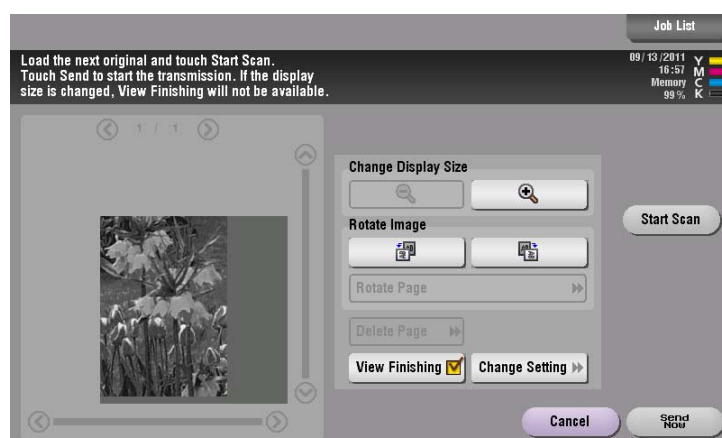 Job List
Load the next original and touch Start Scan.
Touch Send to start the transmission. If the display
size is changed, View Finishing will not be available.
09/13/2011
16:57
Memory
99%
Y
M
C
K
1 / 1
Change Display Size
Rotate Image
Rotate Page
Delete Page
View Finishing
Change Setting
Start Scan
Cancel
Send
Now